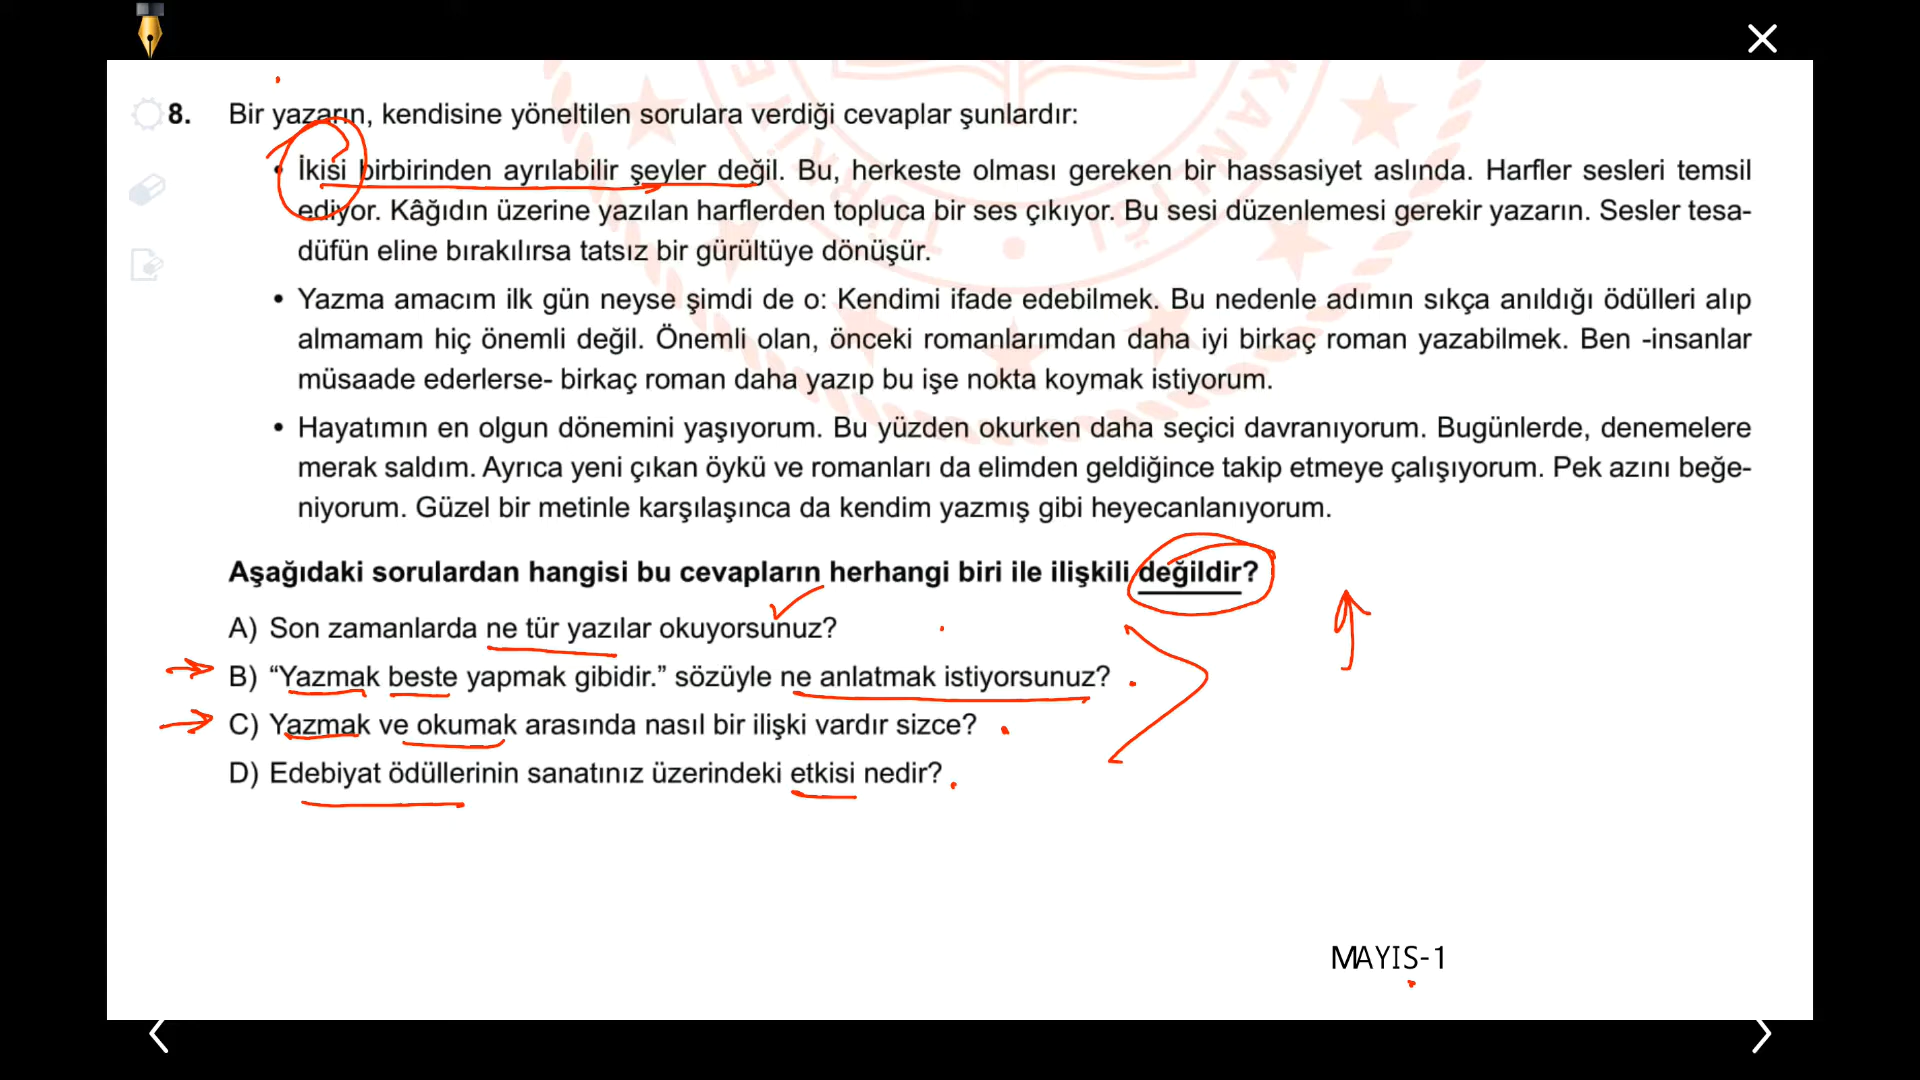 8. Bir yazarın, kendisine yöneltilen sorulara verdiği cevaplar şunlardır:
• İkisi birbirinden ayrılabilir şeyler değil. Bu, herkeste olması gereken bir hassasiyet aslında. Harfler sesleri temsil
ediyor. Kâğıdın üzerine yazılan harflerden topluca bir ses çıkıyor. Bu sesi düzenlemesi gerekir yazarın. Sesler tesa-
düfün eline bırakılırsa tatsız bir gürültüye dönüşür.
• Yazma amacım ilk gün neyse şimdi de o: Kendimi ifade edebilmek. Bu nedenle adımın sıkça anıldığı ödülleri alıp
almamam hiç önemli değil. Önemli olan, önceki romanlarımdan daha iyi birkaç roman yazabilmek. Ben -insanlar
müsaade ederlerse- birkaç roman daha yazıp bu işe nokta koymak istiyorum.
• Hayatımın en olgun dönemini yaşıyorum. Bu yüzden okurken daha seçici davranıyorum. Bugünlerde, denemelere
merak saldım. Ayrıca yeni çıkan öykü ve romanları da elimden geldiğince takip etmeye çalışıyorum. Pek azını beğe-
niyorum. Güzel bir metinle karşılaşınca da kendim yazmış gibi heyecanlanıyorum.
Aşağıdaki sorulardan hangisi bu cevapların herhangi biri ile ilişkili değildir?
A) Son zamanlarda ne tür yazılar okuyorsunuz?
B) “Yazmak beste yapmak gibidir.” sözüyle ne anlatmak istiyorsunuz?
C) Yazmak ve okumak arasında nasıl bir ilişki vardır sizce?
D) Edebiyat ödüllerinin sanatınız üzerindeki etkisi nedir?
MAYIS-1